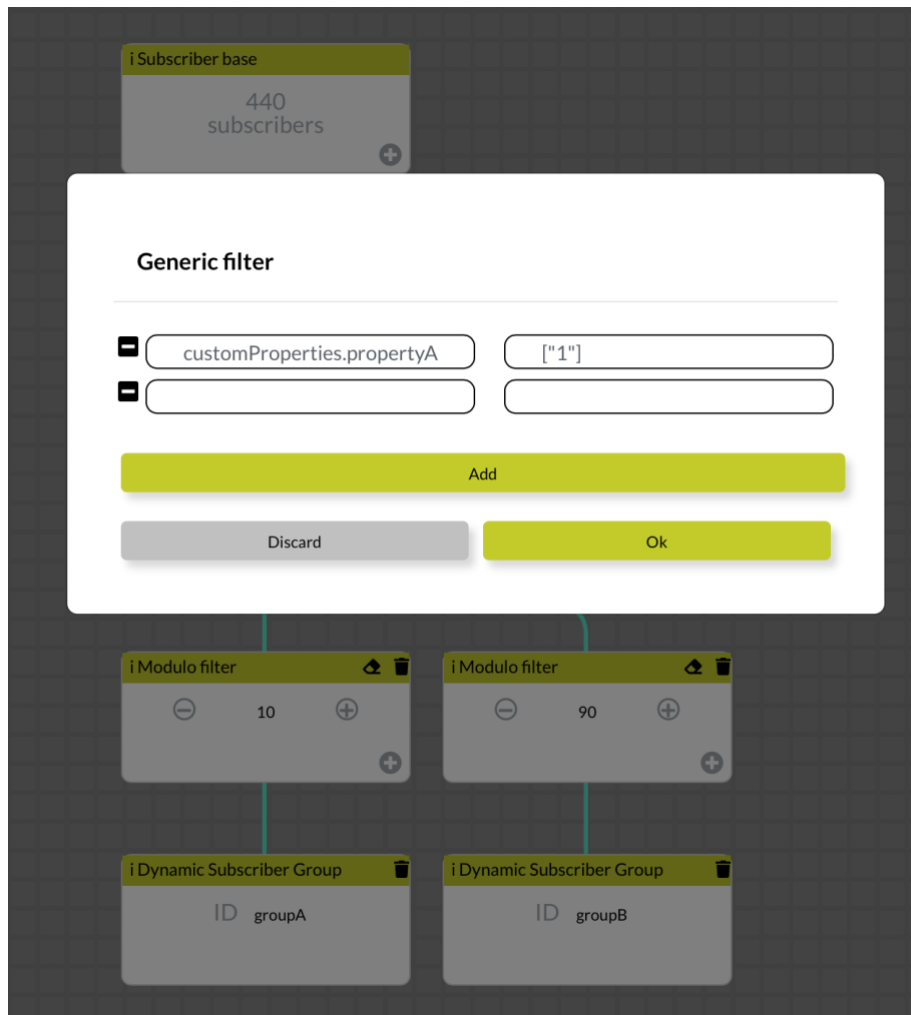 i Subscriber base
440
subscribers
Generic filter
customProperties.propertyA
["1"]
Add
Discard
Ok
i Modulo filter
i Modulo filter
10
90
i Dynamic Subscriber Group
i Dynamic Subscriber Group
ID groupA
ID groupB